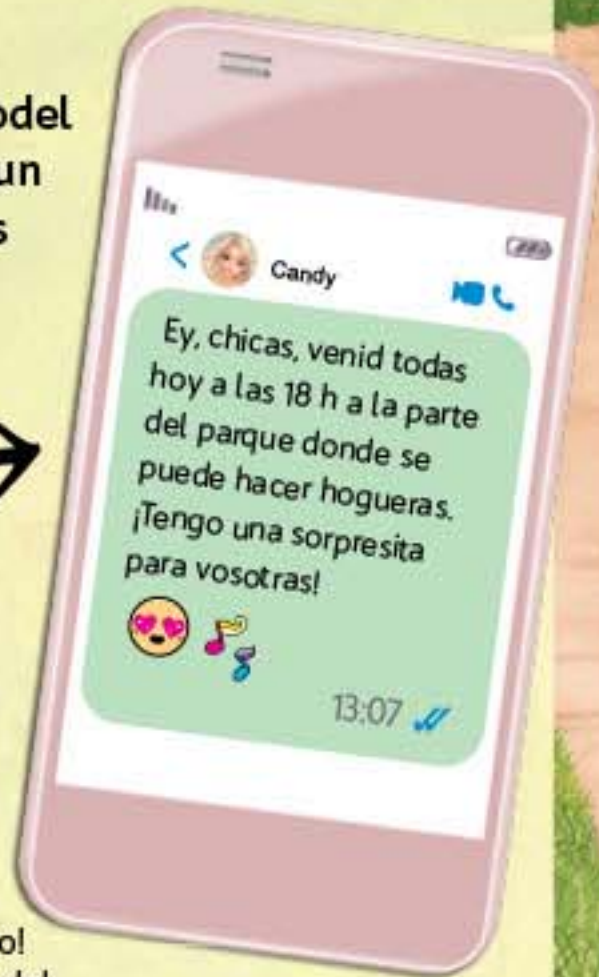 un
Candy
Ey, chicas, venid todas
hoy a las 18 h a la parte
del parque donde se
puede hacer hogueras.
¡Tengo una sorpresita
para vosotras!
13:07